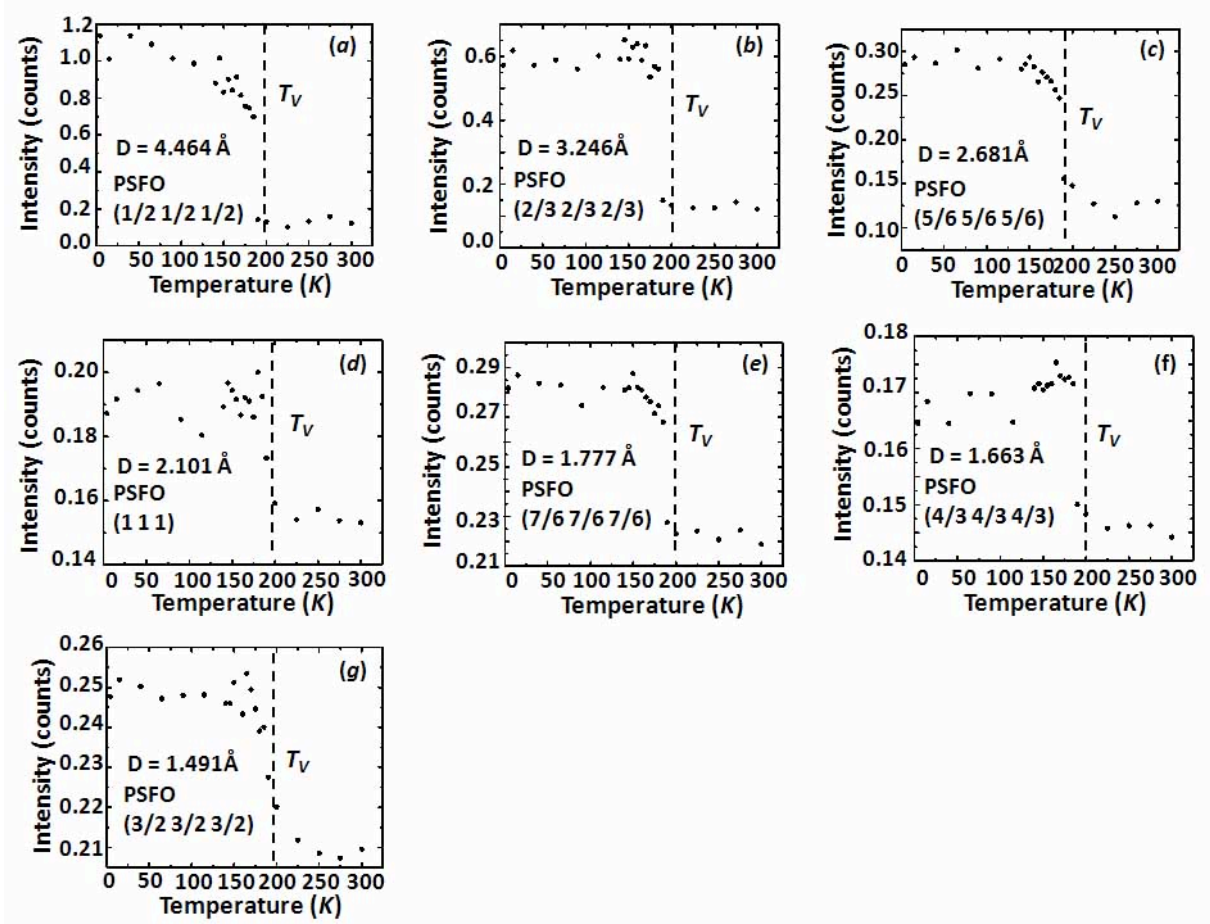 (a)
Intensity (counts)
1.2
1.0
0.8
0.6
0.4
0.2
0.0
T_V
D = 4.464 Å
PSFO
(1/2 1/2 1/2)
0 50 100 150 200 250 300
Temperature (K)
(b)
Intensity (counts)
0.6
0.4
0.2
0.0
T_V
D = 3.246Å
PSFO
(2/3 2/3 2/3)
0 50 100 150 200 250 300
Temperature (K)
(c)
Intensity (counts)
0.30
0.25
0.20
0.15
0.10
T_V
D = 2.681Å
PSFO
(5/6 5/6 5/6)
0 50 100 150 200 250 300
Temperature (K)
(d)
Intensity (counts)
0.20
0.18
0.16
0.14
T_V
D = 2.101 Å
PSFO
(1 1 1)
0 50 100 150 200 250 300
Temperature (K)
(e)
Intensity (counts)
0.29
0.27
0.25
0.23
0.21
T_V
D = 1.777 Å
PSFO
(7/6 7/6 7/6)
0 50 100 150 200 250 300
Temperature (K)
(f)
Intensity (counts)
0.18
0.17
0.16
0.15
0.14
T_V
D = 1.663 Å
PSFO
(4/3 4/3 4/3)
0 50 100 150 200 250 300
Temperature (K)
(g)
Intensity (counts)
0.26
0.25
0.24
0.23
0.22
0.21
T_V
D = 1.491Å
PSFO
(3/2 3/2 3/2)
0 50 100 150 200 250 300
Temperature (K)